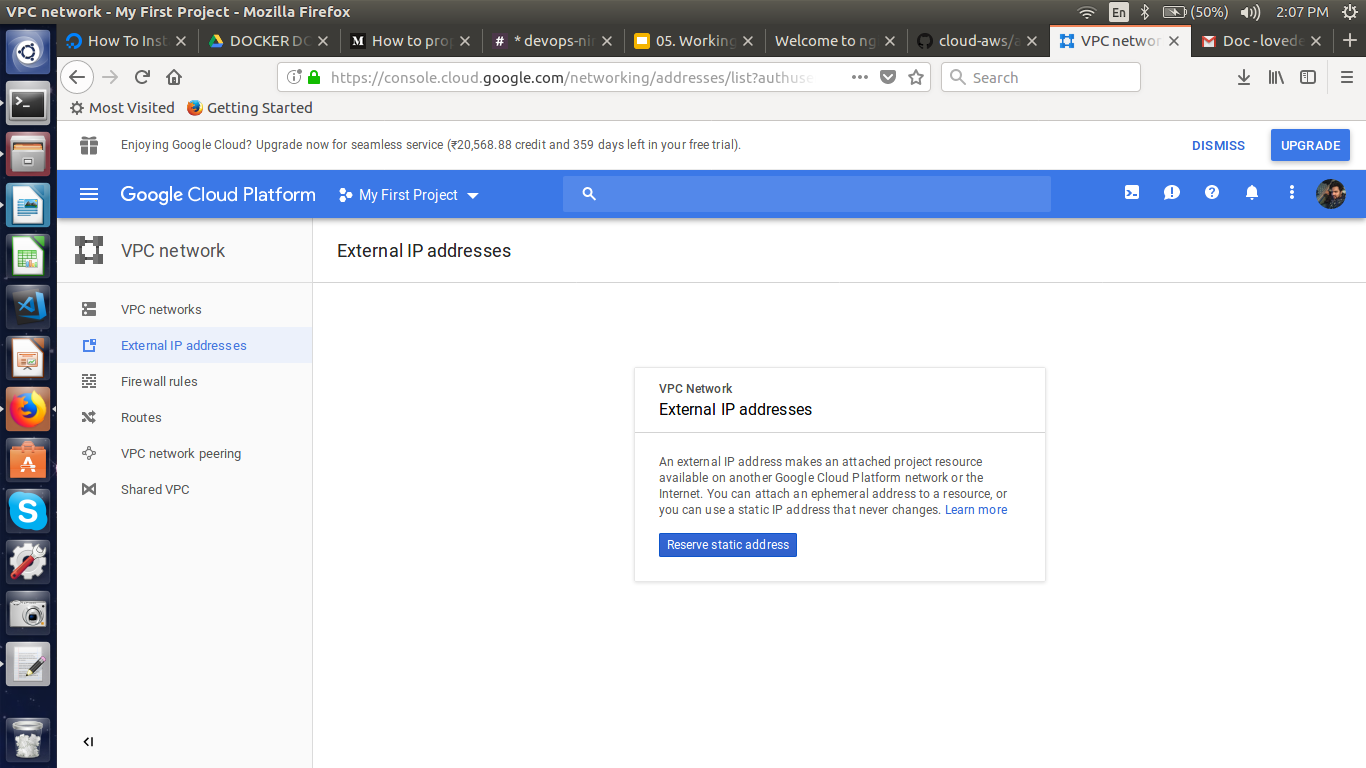 VPC network - My First Project - Mozilla Firefox
En
(50%)
2:07 PM
How To Inst
DOCKER DO
How to prop
* devops-nin
05. Working
Welcome to ng
cloud-aws/a
VPC networ
Doc - lovede
https://console.cloud.google.com/networking/addresses/list?authuse
Search
Most Visited
Getting Started
Enjoying Google Cloud? Upgrade now for seamless service (₹20,568.88 credit and 359 days left in your free trial).
DISMISS
UPGRADE
Google Cloud Platform
My First Project
VPC network
External IP addresses
VPC networks
External IP addresses
Firewall rules
Routes
VPC network peering
Shared VPC
VPC Network
External IP addresses
An external IP address makes an attached project resource
available on another Google Cloud Platform network or the
Internet. You can attach an ephemeral address to a resource, or
you can use a static IP address that never changes. Learn more
Reserve static address